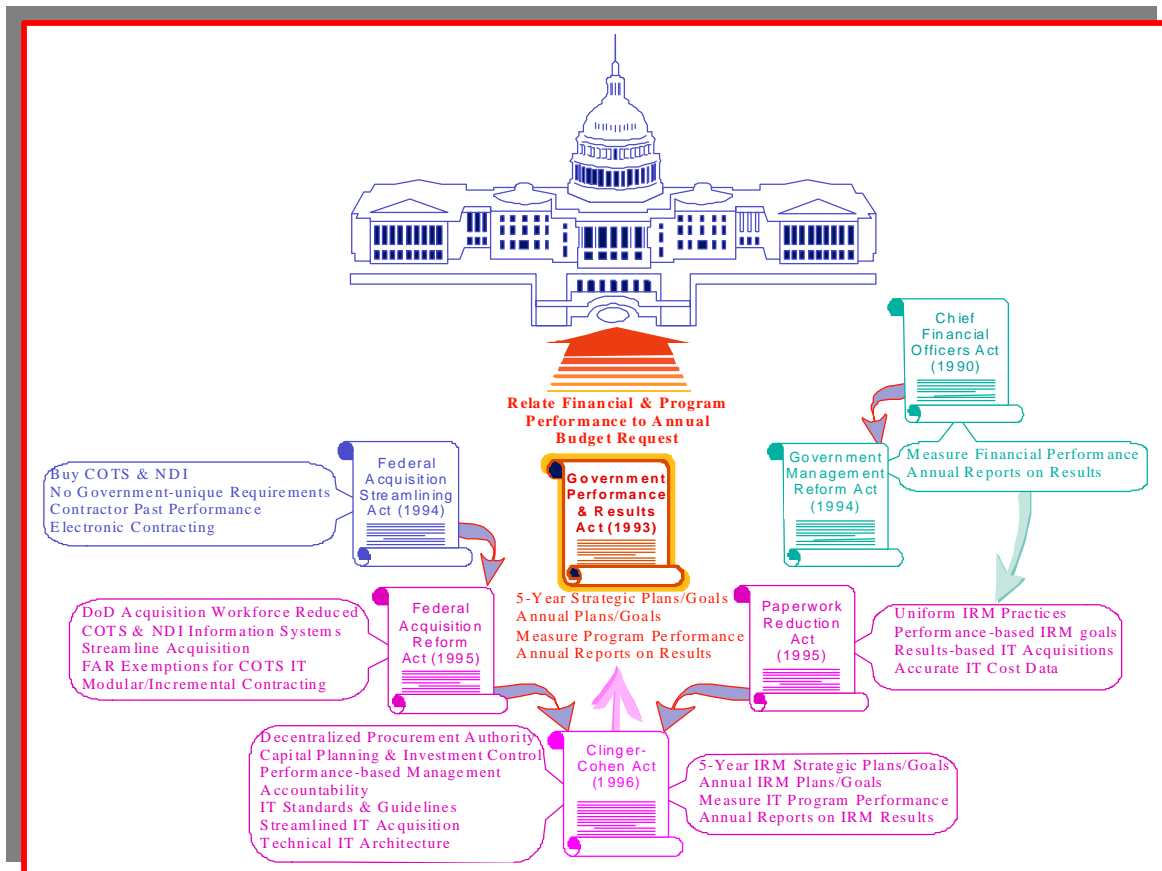 Chief
Financial
Officers Act
(1990)
Relate Financial & Program
Performance to Annual
Budget Request
Measure Financial Performance
Annual Reports on Results
Government
Management
Reform Act
(1994)
Federal
Acquisition
Streamlining
Act (1994)
Buy COTS & NDI
No Government-unique Requirements
Contractor Past Performance
Electronic Contracting
Government
Performance
& Results
Act (1993)
5-Year Strategic Plans/Goals
Annual Plans/Goals
Measure Program Performance
Annual Reports on Results
DoD Acquisition Workforce Reduced
COTS & NDI Information Systems
Streamline Acquisition
FAR Exemptions for COTS IT
Modular/Incremental Contracting
Federal
Acquisition
Reform
Act (1995)
Paperwork
Reduction
Act
(1995)
Uniform IRM Practices
Performance-based IRM goals
Results-based IT Acquisitions
Accurate IT Cost Data
Decentralized Procurement Authority
Capital Planning & Investment Control
Performance-based Management
Accountability
IT Standards & Guidelines
Streamlined IT Acquisition
Technical IT Architecture
Clinger-
Cohen Act
(1996)
5-Year IRM Strategic Plans/Goals
Annual IRM Plans/Goals
Measure IT Program Performance
Annual Reports on IRM Results